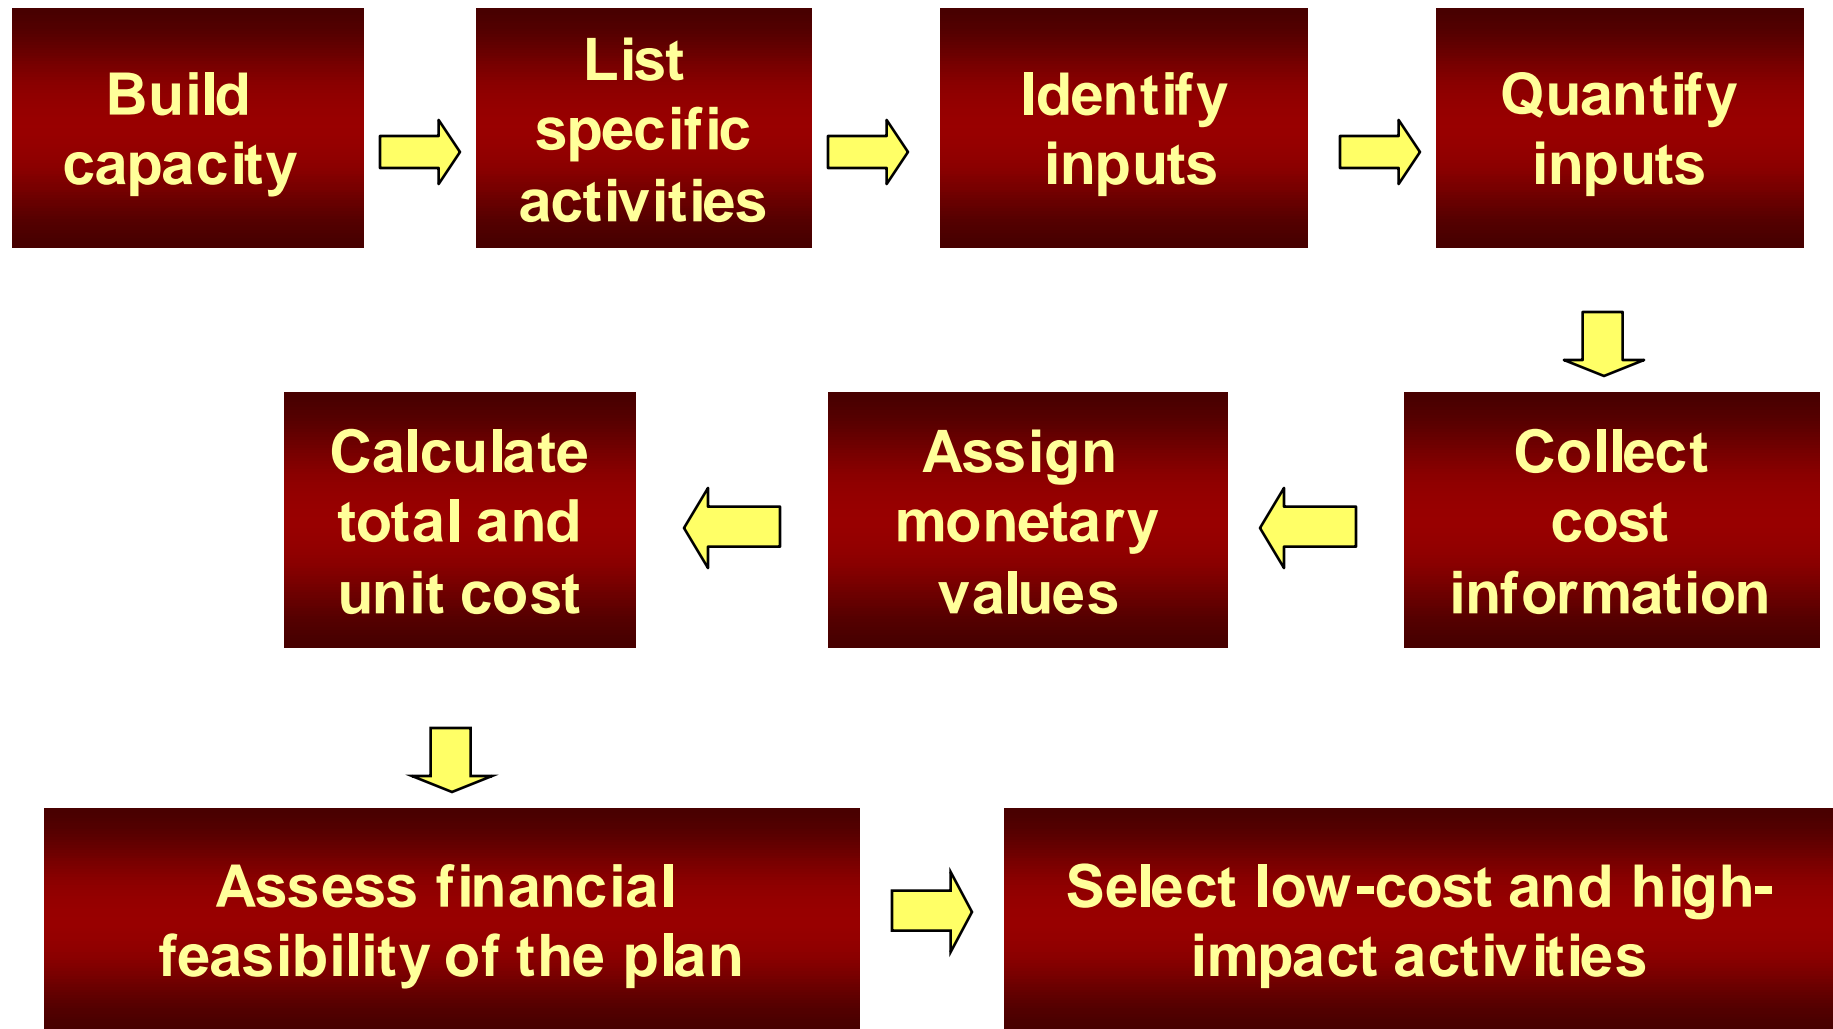 Build
capacity
List
specific
activities
Identify
inputs
Quantify
inputs
Collect
cost
information
Assign
monetary
values
Calculate
total and
unit cost
Assess financial
feasibility of the plan
Select low-cost and high-
impact activities